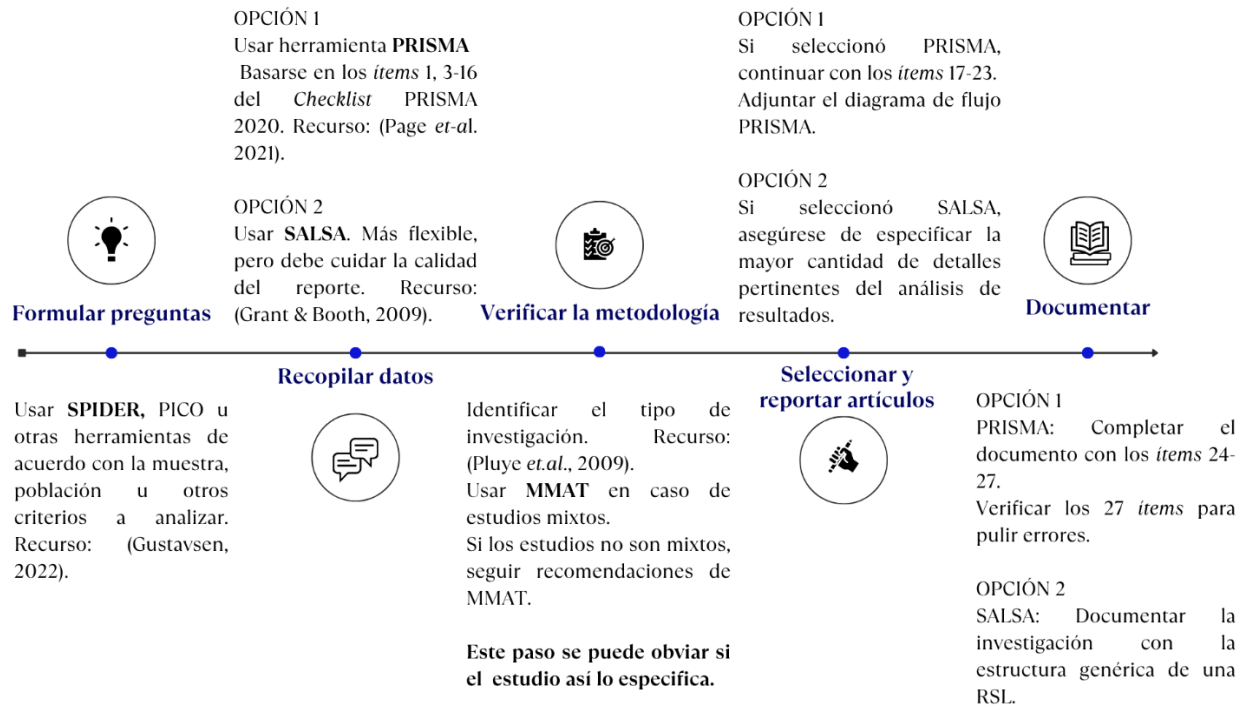 Formular preguntas
Usar SPIDER, PICO u
otras herramientas de
acuerdo con la muestra,
población u otros
criterios a analizar.
Recurso: (Gustavsen,
2022).
OPCIÓN 1
Usar herramienta PRISMA
Basarse en los ítems 1, 3-16
del Checklist PRISMA
2020. Recurso: (Page et-al.
2021).
OPCIÓN 2
Usar SALSA. Más flexible,
pero debe cuidar la calidad
del reporte. Recurso:
(Grant & Booth, 2009).
Recopilar datos
Verificar la metodología
Identificar el tipo de
investigación. Recurso:
(Pluye et.al., 2009).
Usar MMAT en caso de
estudios mixtos.
Si los estudios no son mixtos,
seguir recomendaciones de
MMAT.
Este paso se puede obviar si
el estudio así lo especifica.
OPCIÓN 1
Si seleccionó PRISMA,
continuar con los ítems 17-23.
Adjuntar el diagrama de flujo
PRISMA.
OPCIÓN 2
Si seleccionó SALSA,
asegúrese de especificar la
mayor cantidad de detalles
pertinentes del análisis de
resultados.
Seleccionar y
reportar artículos
Documentar
OPCIÓN 1
PRISMA: Completar el
documento con los ítems 24-
27.
Verificar los 27 ítems para
pulir errores.
OPCIÓN 2
SALSA: Documentar la
investigación con la
estructura genérica de una
RSL.